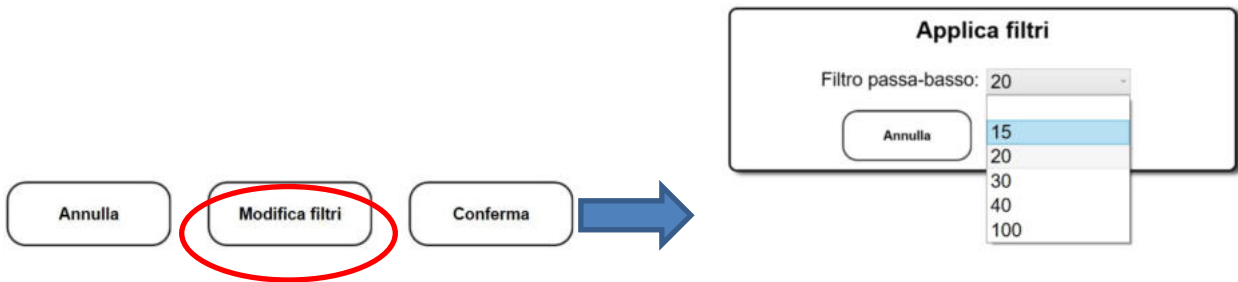 Applica filtri
Filtro passa-basso: 20
Annulla
15
20
30
40
100
Annulla
Modifica filtri
Conferma